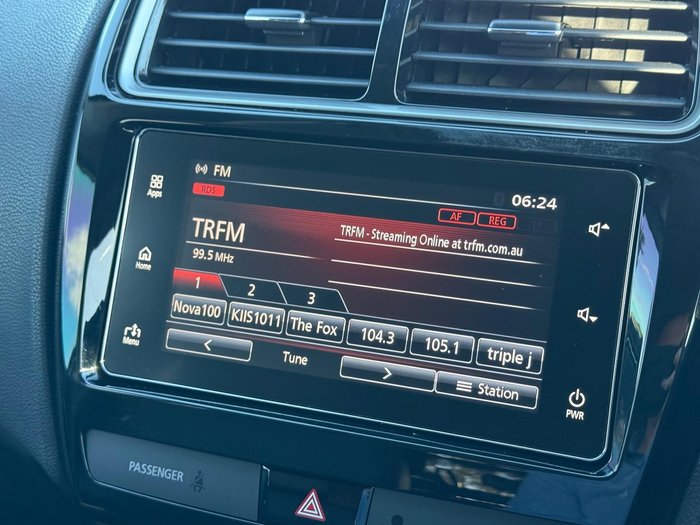 FM
06:24
RDS
AF REG
TRFM
TRFM - Streaming Online at trfm.com.au
99.5 MHz
1 2 3
Nova100 KIIS1011 The Fox 104.3 105.1 triple j
< Tune > Station
Apps
Home
Menu
PWR
PASSENGER